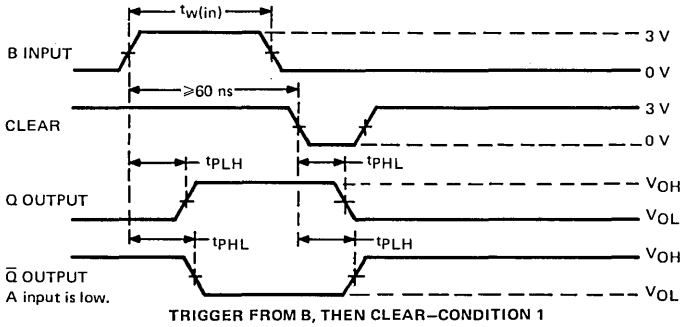 tw(in)
3 V
B INPUT
0 V
≥60 ns
3 V
CLEAR
0 V
tPLH
tPHL
VOH
Q OUTPUT
VOL
tPHL
tPLH
VOH
Q̅ OUTPUT
A input is low.
VOL
TRIGGER FROM B, THEN CLEAR–CONDITION 1